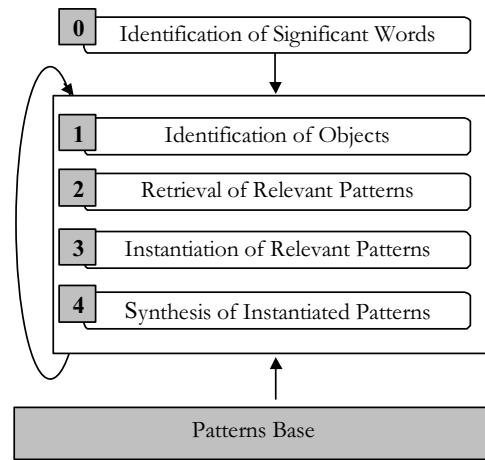 0 Identification of Significant Words
1 Identification of Objects
2 Retrieval of Relevant Patterns
3 Instantiation of Relevant Patterns
4 Synthesis of Instantiated Patterns
Patterns Base